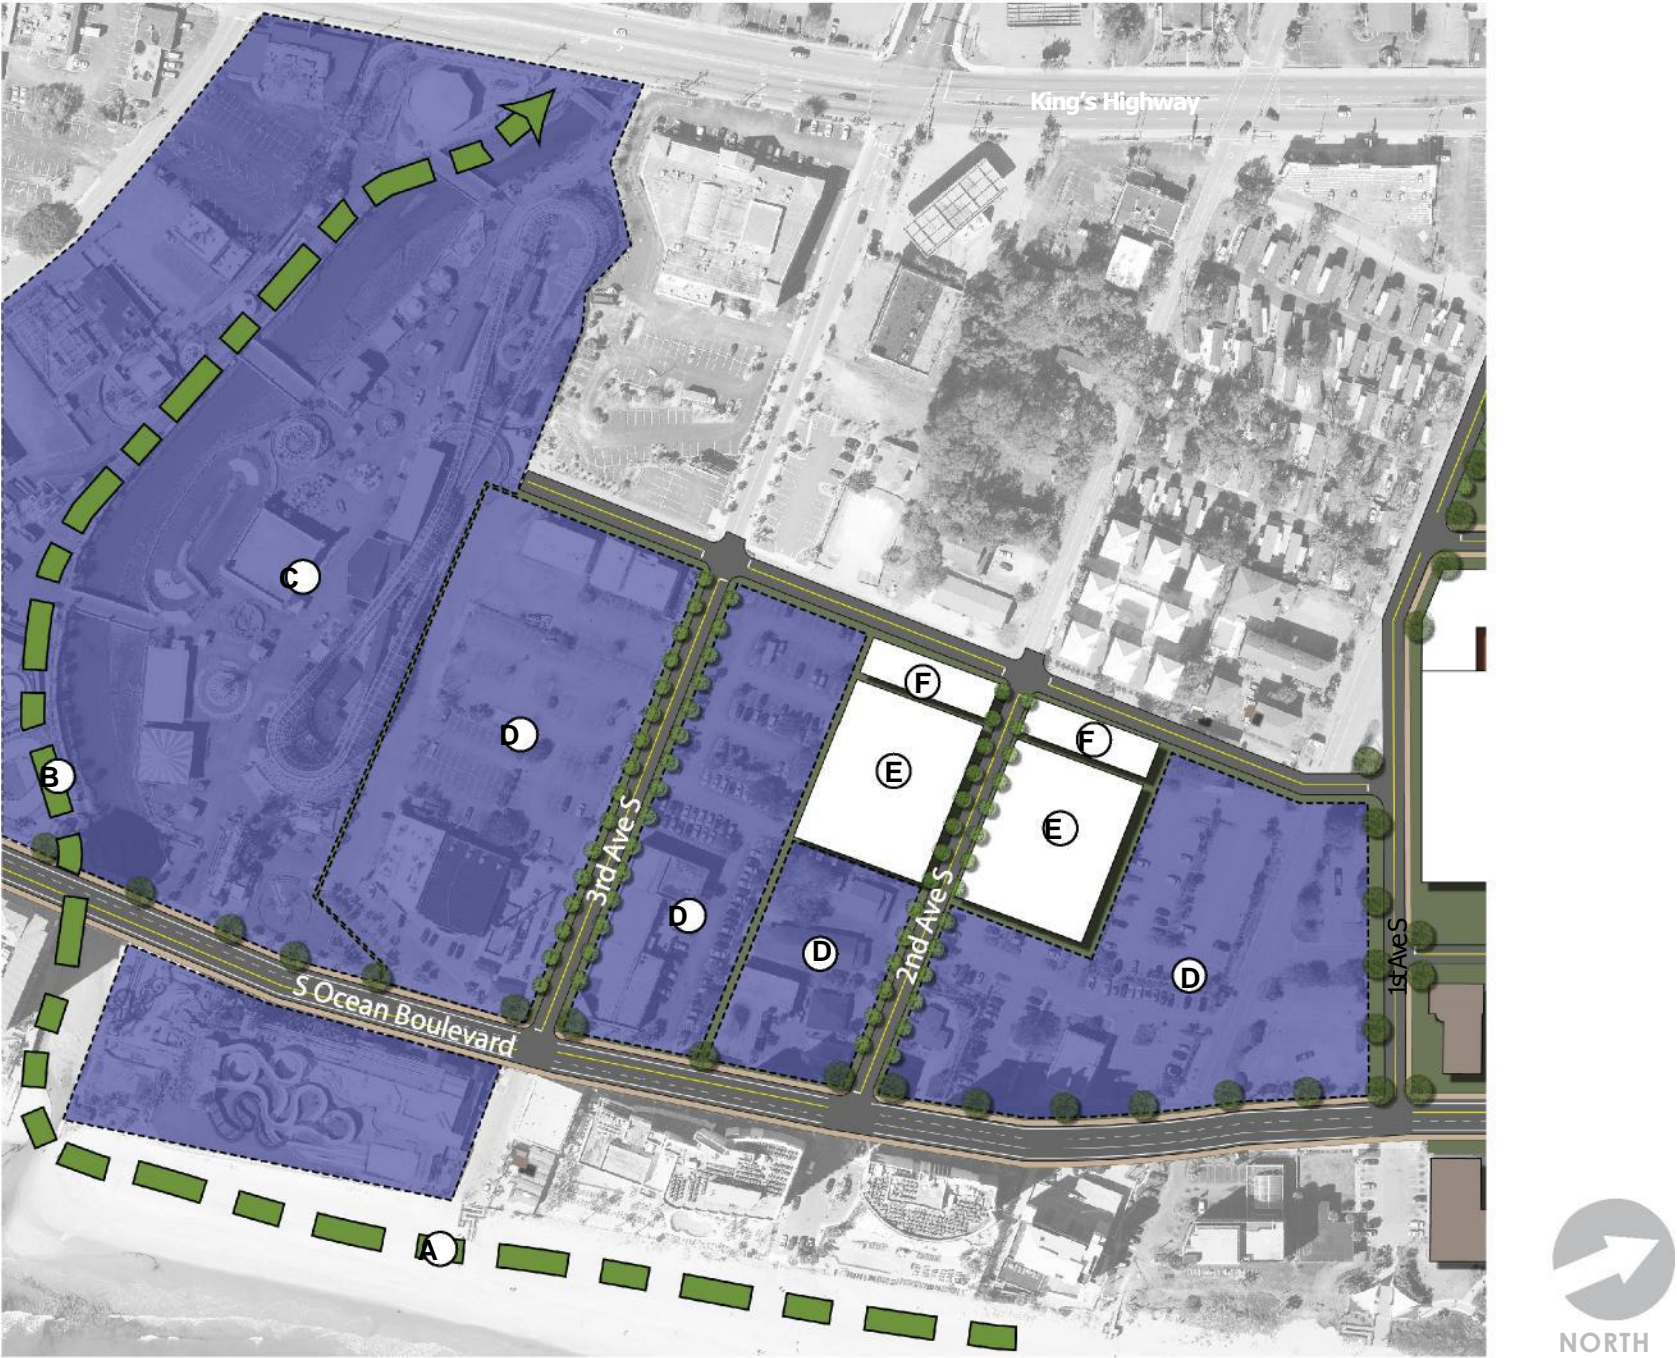 King's Highway
C
F
D
F
E
B
E
3rd Ave S
D
2nd Ave S
D
1st Ave S
D
S Ocean Boulevard
A
NORTH